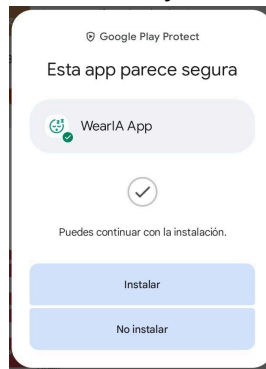 Google Play Protect
Esta app parece segura
WearIA App
Puedes continuar con la instalación.
Instalar
No instalar